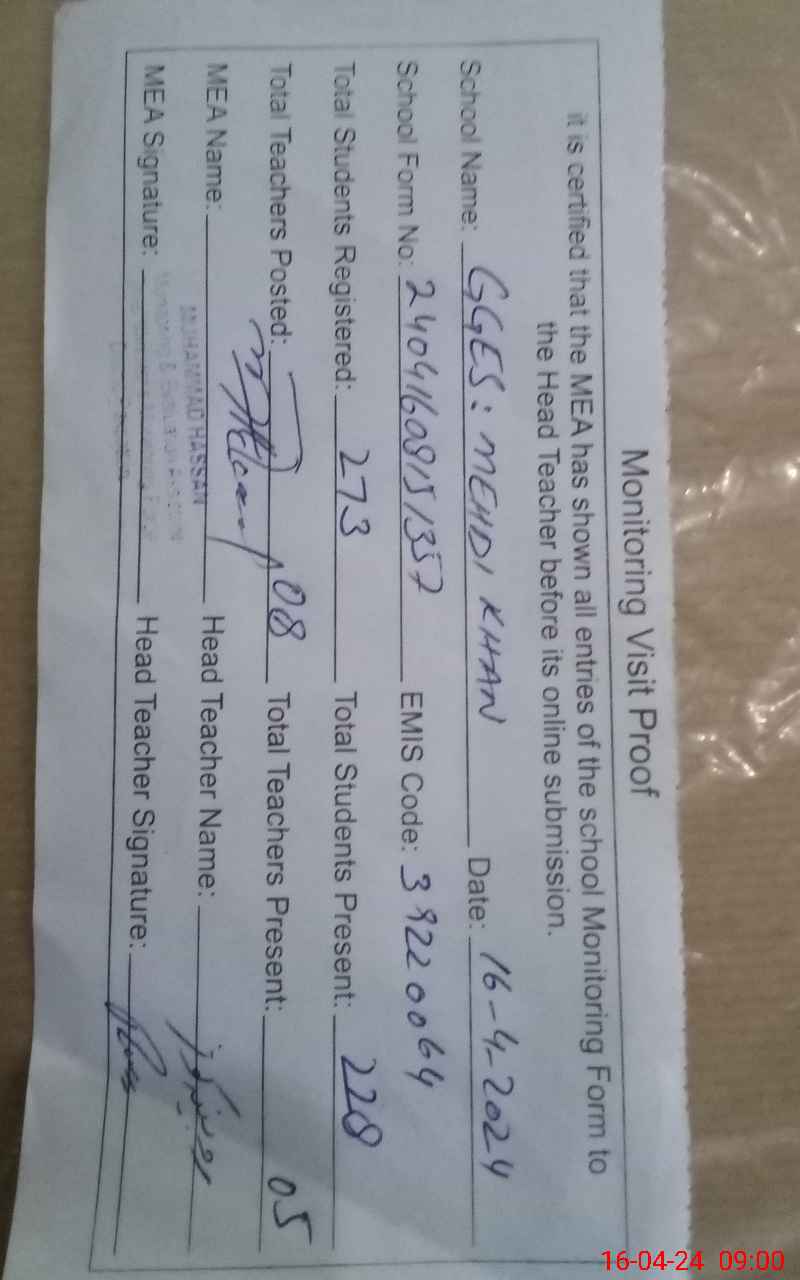 Monitoring Visit Proof
it is certified that the MEA has shown all entries of the school Monitoring Form to
the Head Teacher before its online submission.
School Name: GGES: MEHDI KHAN Date: 16-4-2024
School Form No: 24041608151357 EMIS Code: 39220064
Total Students Registered: 273 Total Students Present: 228
Total Teachers Posted: 08 Total Teachers Present: 05
MEA Name: Head Teacher Name:
MUHAMMAD HASSAN
MEA Signature: Head Teacher Signature:
16-04-24 09:00